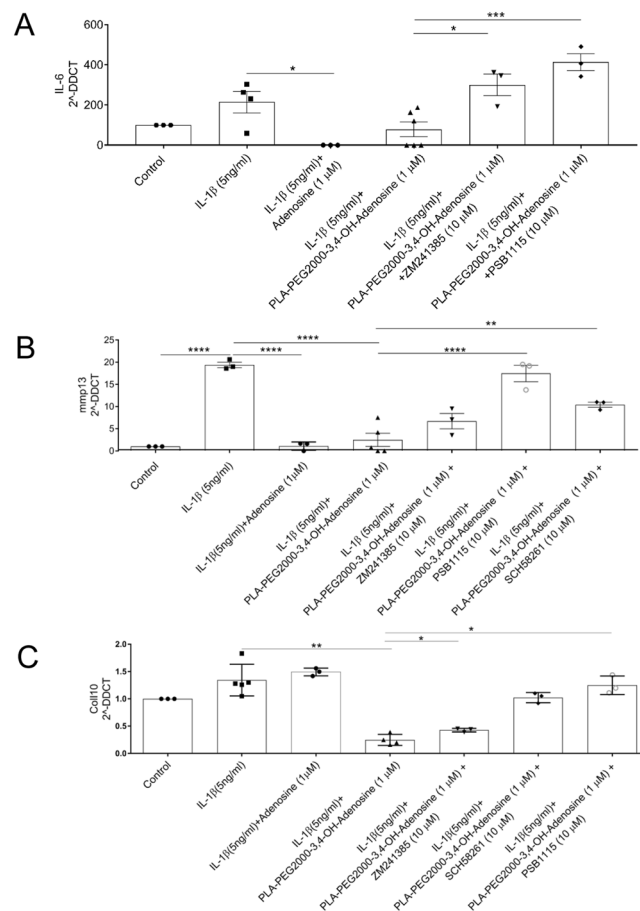 A
IL-6
2^-DDCT
600
400
200
0
*
*
***
Control
IL-1β (5ng/ml)
IL-1β (5ng/ml)+
Adenosine (1 μM)
IL-1β (5ng/ml)+
PLA-PEG2000-3,4-OH-Adenosine (1 μM)
IL-1β (5ng/ml)+
PLA-PEG2000-3,4-OH-Adenosine (1 μM)
+ZM241385 (10 μM)
IL-1β (5ng/ml)+
PLA-PEG2000-3,4-OH-Adenosine (1 μM)
+PSB1115 (10 μM)
B
mmp13
2^-DDCT
25
20
15
10
5
0
****
****
****
****
**
Control
IL-1β (5ng/ml)
IL-1β(5ng/ml)+Adenosine (1μM)
IL-1β (5ng/ml)+
PLA-PEG2000-3,4-OH-Adenosine (1 μM)
IL-1β (5ng/ml)+
PLA-PEG2000-3,4-OH-Adenosine (1 μM) +
ZM241385 (10 μM)
IL-1β (5ng/ml)+
PLA-PEG2000-3,4-OH-Adenosine (1 μM) +
PSB1115 (10 μM)
IL-1β (5ng/ml)+
PLA-PEG2000-3,4-OH-Adenosine (1 μM) +
SCH58261 (10 μM)
C
Coll10
2^-DDCT
2.0
1.5
1.0
0.5
0.0
**
*
*
Control
IL-1β(5ng/ml)
IL-1β(5ng/ml)+Adenosine (1μM)
IL-1β(5ng/ml)+
PLA-PEG2000-3,4-OH-Adenosine (1 μM)
IL-1β(5ng/ml)+
PLA-PEG2000-3,4-OH-Adenosine (1 μM) +
ZM241385 (10 μM)
IL-1β(5ng/ml)+
PLA-PEG2000-3,4-OH-Adenosine (1 μM) +
SCH58261 (10 μM)
IL-1β(5ng/ml)+
PLA-PEG2000-3,4-OH-Adenosine (1 μM) +
PSB1115 (10 μM)